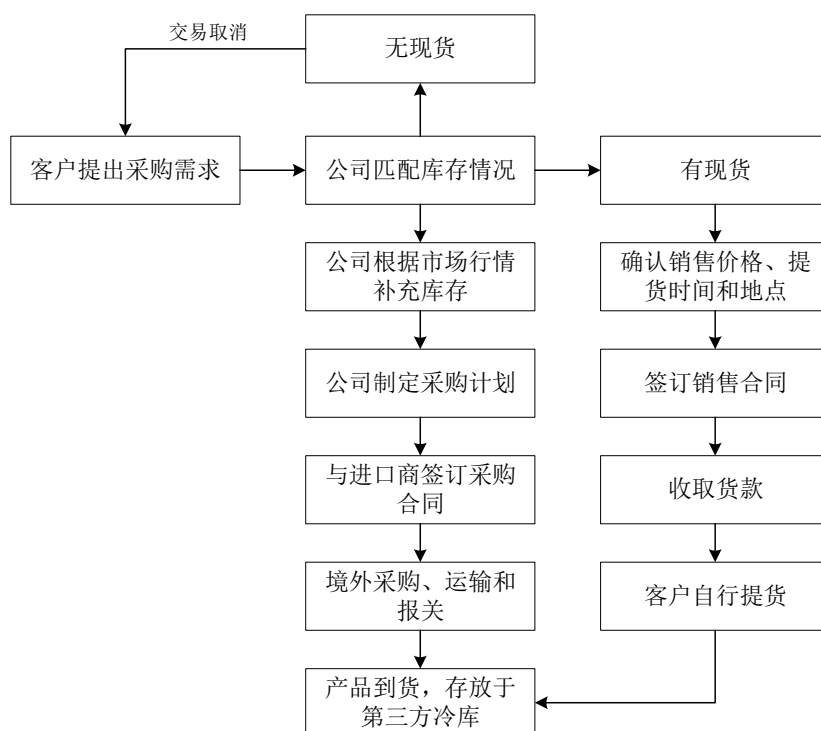 交易取消
无现货
客户提出采购需求
公司匹配库存情况
有现货
公司根据市场行情
补充库存
确认销售价格、提
货时间和地点
公司制定采购计划
签订销售合同
与进口商签订采购
合同
收取货款
境外采购、运输和
报关
客户自行提货
产品到货，存放于
第三方冷库